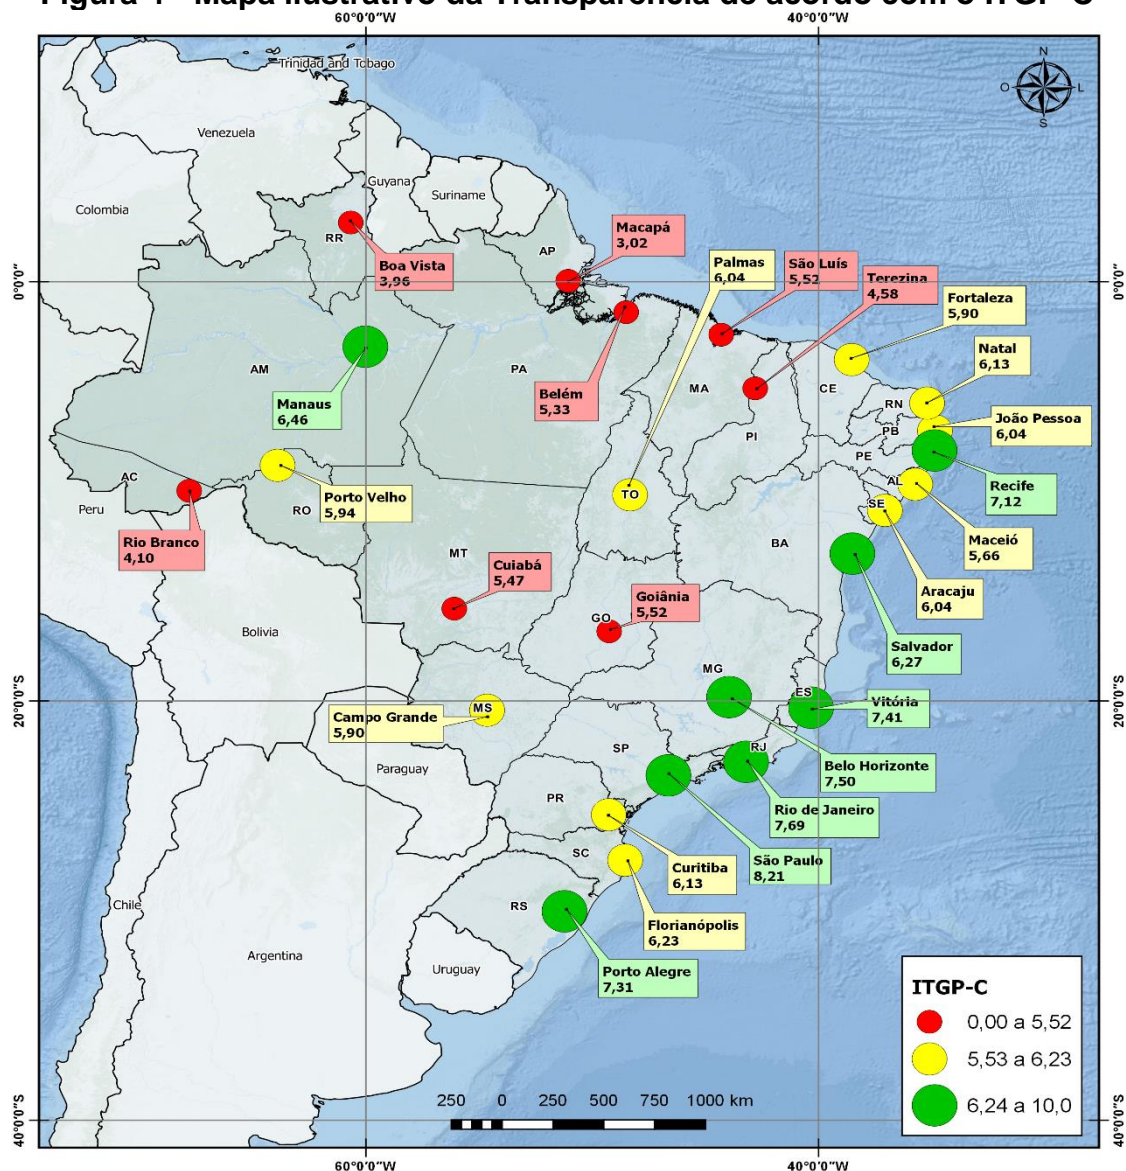 Figura 4 - Mapa ilustrativo da Transparência de acordo com o ITGP-C
60°0'0"W
40°0'0"W
Trinidad and Tobago
N
O
L
S
Venezuela
Guyana
Suriname
Colombia
RR
AP
Macapá
3,02
Palmas
6,04
São Luís
5,52
Terezina
4,58
Boa Vista
3,96
0°0'0"
0°0'0"
Fortaleza
5,90
Natal
6,13
AM
PA
MA
CE
RN
Belém
5,33
Manaus
6,46
João Pessoa
6,04
PB
PI
PE
AC
Porto Velho
5,94
TO
AL
Recife
7,12
Peru
RO
SE
Rio Branco
4,10
MT
BA
Maceió
5,66
Cuiabá
5,47
Aracaju
6,04
Goiânia
5,52
GO
Bolivia
Salvador
6,27
MG
ES
20°0'0"S
20°0'0"S
MS
Vitória
7,41
Campo Grande
5,90
SP
RJ
Paraguay
Belo Horizonte
7,50
PR
Rio de Janeiro
7,69
SC
São Paulo
8,21
Curitiba
6,13
Chile
RS
Florianópolis
6,23
Argentina
Uruguay
Porto Alegre
7,31
ITGP-C
0,00 a 5,52
5,53 a 6,23
6,24 a 10,0
250 0 250 500 750 1000 km
40°0'0"S
40°0'0"S
60°0'0"W
40°0'0"W